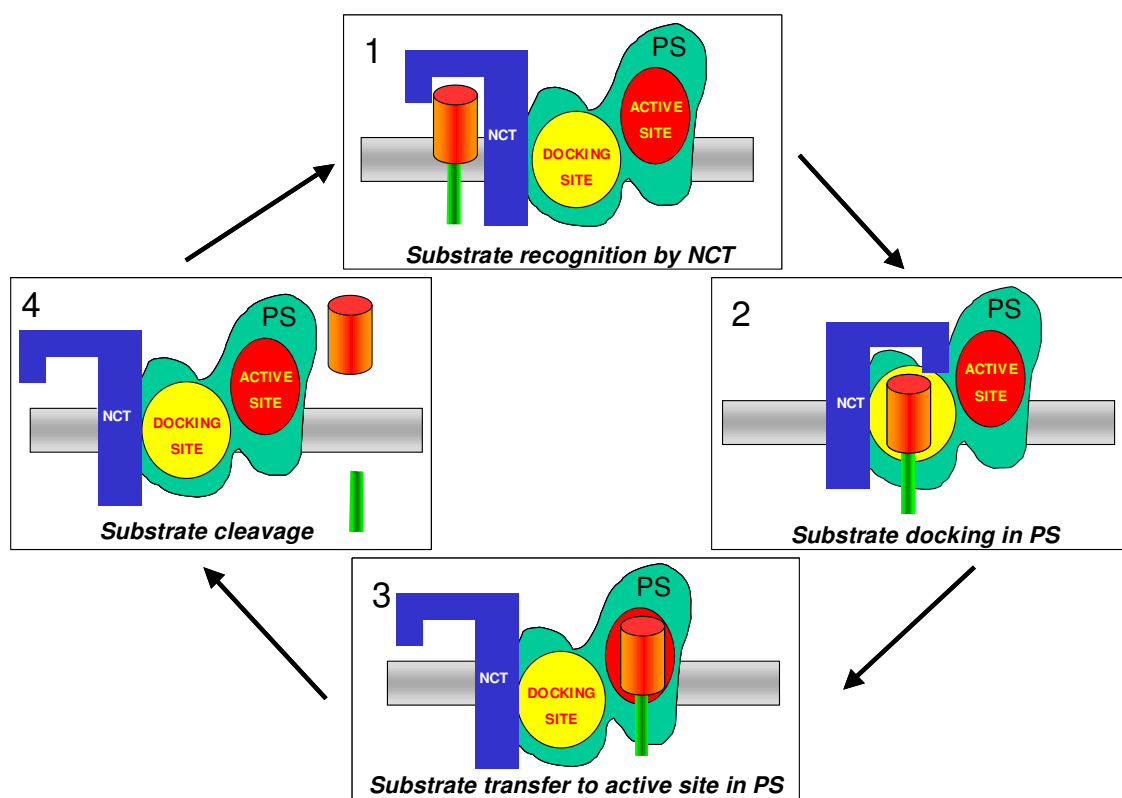 1
PS
NCT
ACTIVE
SITE
DOCKING
SITE
Substrate recognition by NCT
2
PS
NCT
ACTIVE
SITE
Substrate docking in PS
3
PS
NCT
DOCKING
SITE
Substrate transfer to active site in PS
4
PS
NCT
ACTIVE
SITE
DOCKING
SITE
Substrate cleavage